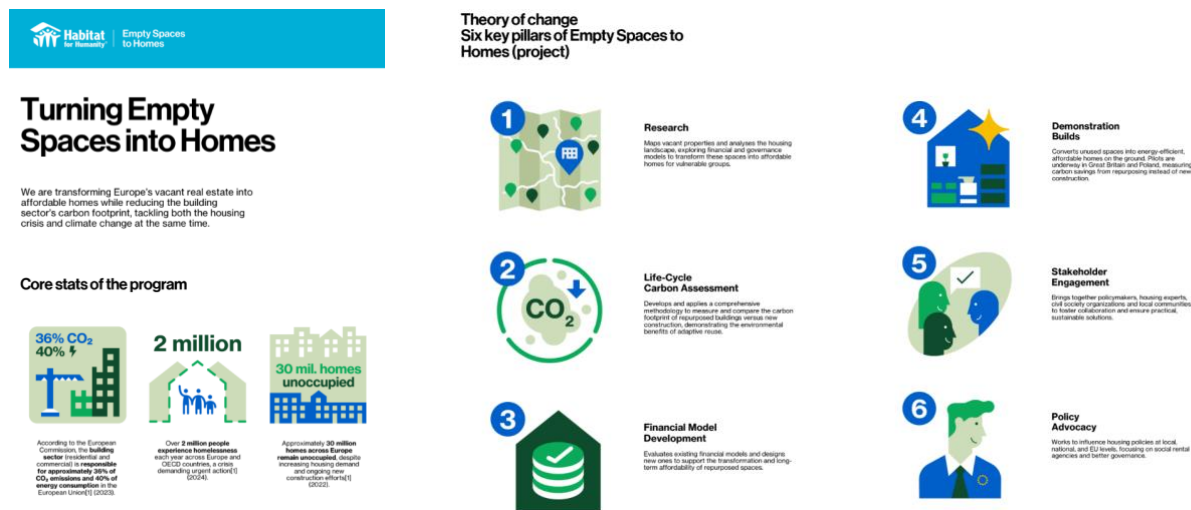 Habitat
for Humanity®
Empty Spaces
to Homes
Turning Empty
Spaces into Homes
We are transforming Europe's vacant real estate into
affordable homes while reducing the building
sector's carbon footprint, tackling both the housing
crisis and climate change at the same time.
Core stats of the program
36% CO₂
40%
2 million
30 mil. homes
unoccupied
According to the European
Commission, the building
sector (residential and
commercial) is responsible
for approximately 36% of
CO₂ emissions and 40% of
energy consumption in the
European Union[1] (2023).
Over 2 million people
experience homelessness
each year across Europe and
OECD countries, a crisis
demanding urgent action[1]
(2024).
Approximately 30 million
homes across Europe
remain unoccupied, despite
increasing housing demand
and ongoing new
construction efforts[1]
(2022).
Theory of change
Six key pillars of Empty Spaces to
Homes (project)
1
Research
Maps vacant properties and analyses the housing
landscape, exploring financial and governance
models to transform these spaces into affordable
homes for vulnerable groups.
2
CO₂
Life-Cycle
Carbon Assessment
Develops and applies a comprehensive
methodology to measure and compare the carbon
footprint of repurposed buildings versus new
construction, demonstrating the environmental
benefits of adaptive reuse.
3
Financial Model
Development
Evaluates existing financial models and designs
new ones to support the transformation and long-
term affordability of repurposed spaces.
4
Demonstration
Builds
Converts unused spaces into energy-efficient,
affordable homes on the ground. Pilots are
underway in Great Britain and Poland, measuring
carbon savings from repurposing instead of new
construction.
5
Stakeholder
Engagement
Brings together policymakers, housing experts,
civil society organizations and local communities
to foster collaboration and ensure practical,
sustainable solutions.
6
Policy
Advocacy
Works to influence housing policies at local,
national, and EU levels, focusing on social rental
agencies and better governance.